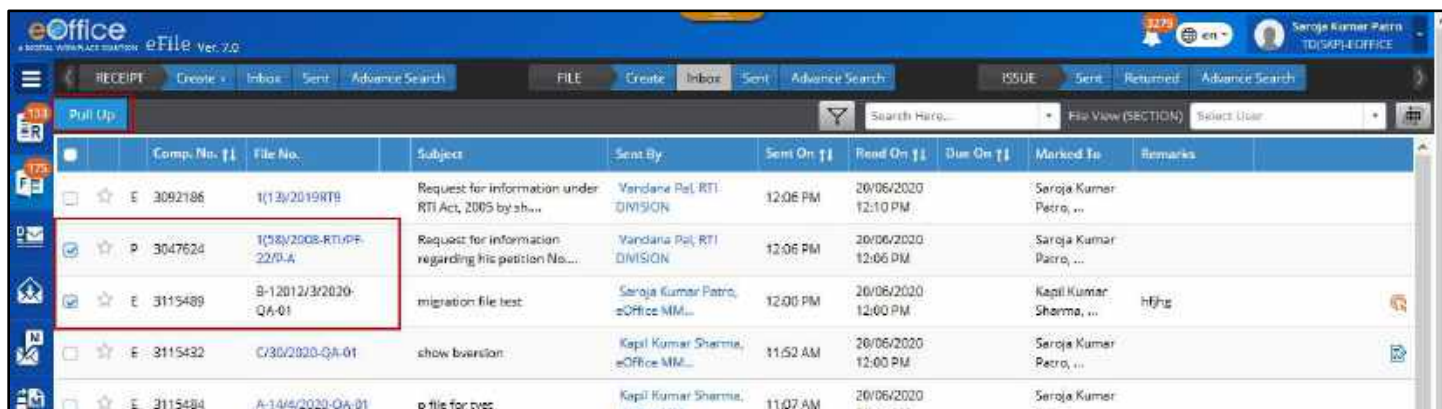 eOffice
eFile Ver. 7.0
3279
en
Saroja Kumar Patro
TD(SKP)-EOFFICE
RECEIPT Create Inbox Sent Advance Search FILE Create Inbox Sent Advance Search ISSUE Sent Returned Advance Search
Pull Up Search Here... File View (SECTION) Select User
Comp. No. File No. Subject Sent By Sent On Read On Due On Marked To Remarks
E 3092186 1(13)/2019RTI Request for information under RTI Act, 2005 by sh.... Vandana Pal, RTI DIVISION 12:06 PM 20/06/2020 12:10 PM Saroja Kumar Patro, ...
P 3047624 1(58)/2008-RTI/PF-22/P-A Request for information regarding his petition No.... Vandana Pal, RTI DIVISION 12:06 PM 20/06/2020 12:06 PM Saroja Kumar Patro, ...
E 3115489 B-12012/3/2020-QA-01 migration file test Saroja Kumar Patro, eOffice MM... 12:00 PM 20/06/2020 12:00 PM Kapil Kumar Sharma, ... hfjhg
E 3115432 C/30/2020-QA-01 show bversion Kapil Kumar Sharma, eOffice MM... 11:52 AM 20/06/2020 12:00 PM Saroja Kumar Patro, ...
E 3115484 A-14/4/2020-QA-01 p file for tyes Kapil Kumar Sharma, 11:07 AM 20/06/2020 Saroja Kumar